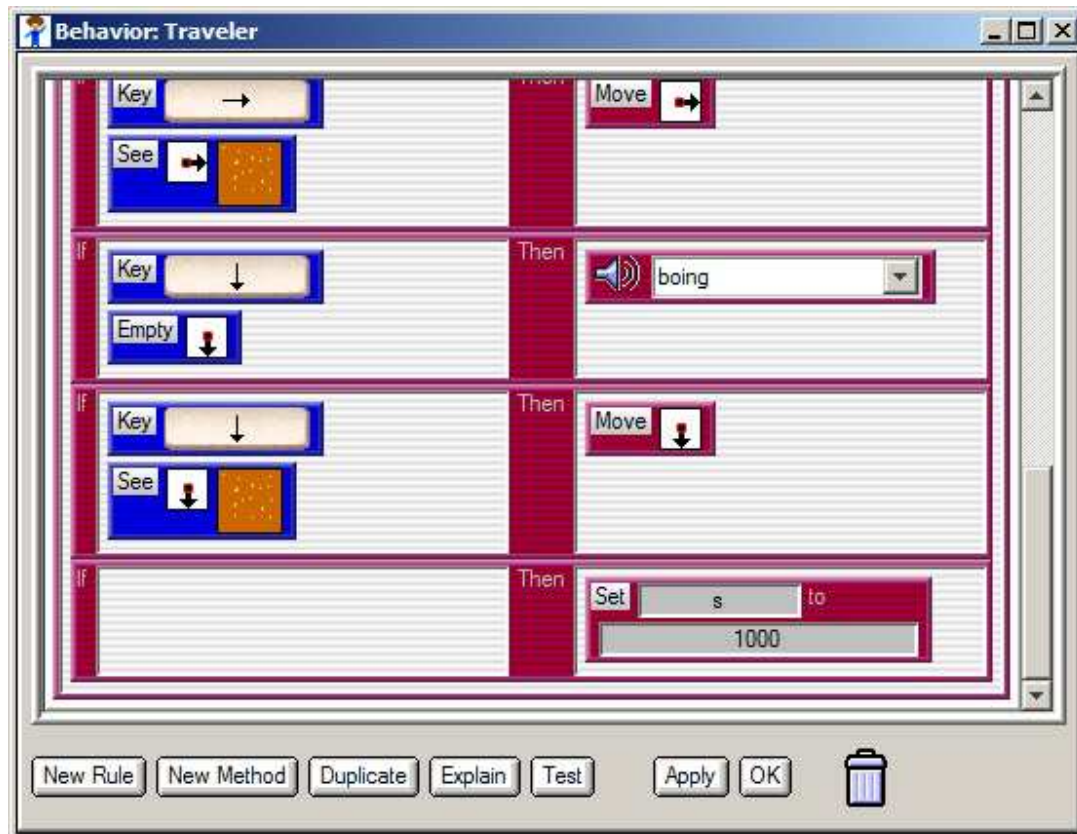 Behavior: Traveler
If Key Then Move
See
If Key Then boing
Empty
If Key Then Move
See
If Then Set s to
1000
New Rule New Method Duplicate Explain Test Apply OK